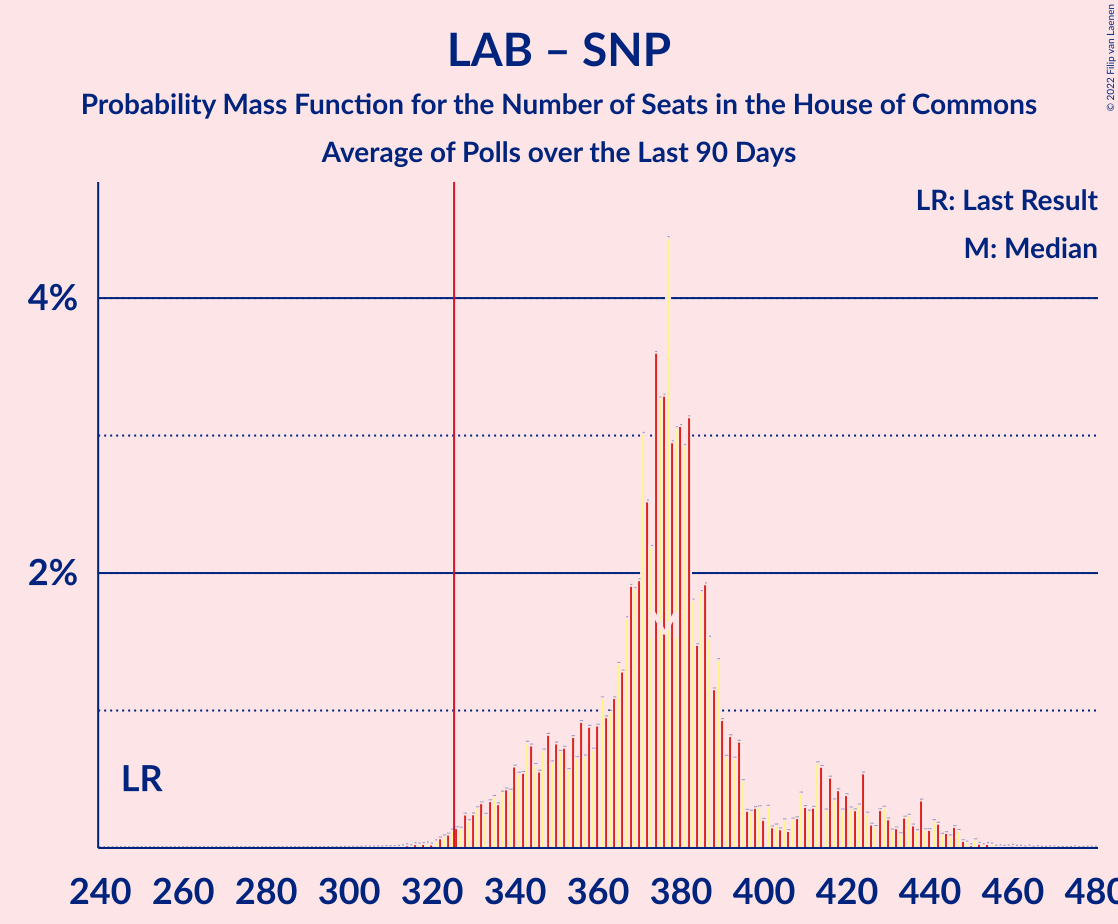 LAB – SNP
Probability Mass Function for the Number of Seats in the House of Commons
Average of Polls over the Last 90 Days
© 2022 Filip van Laenen
LR: Last Result
M: Median
4%
2%
LR
240 260 280 300 320 340 360 380 400 420 440 460 480